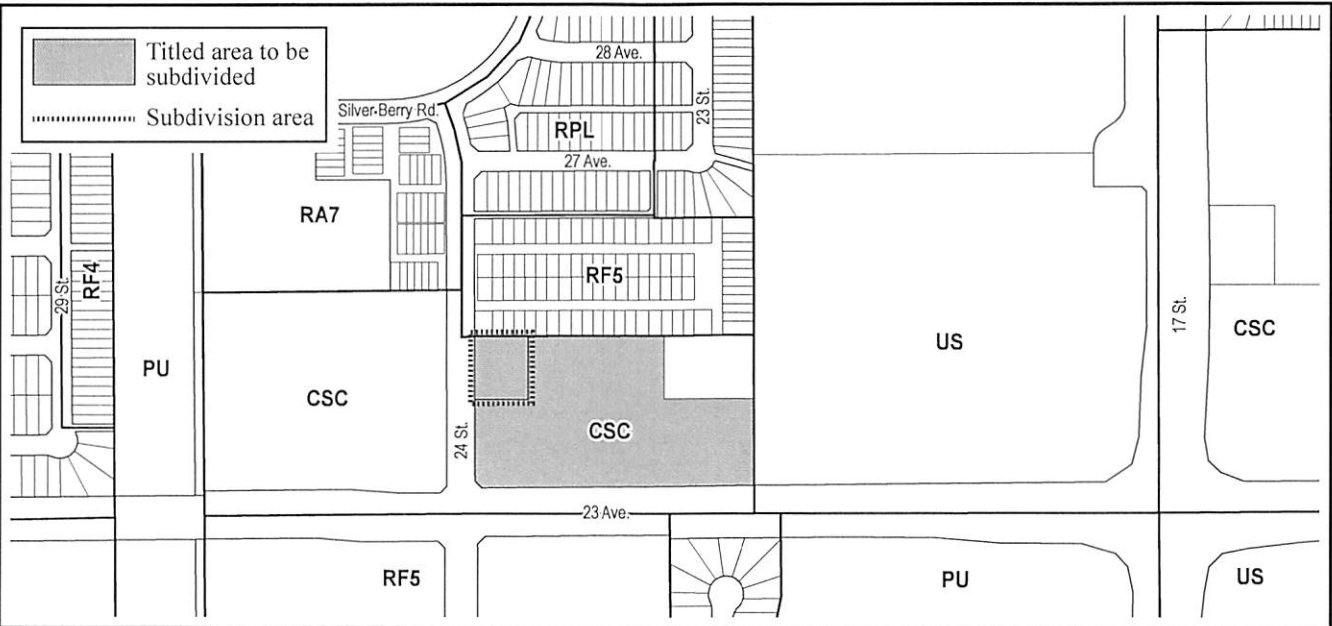 Titled area to be
subdivided
Subdivision area
28 Ave.
Silver Berry Rd.
23 St.
RPL
27 Ave.
RA7
RF4
29 St.
RF5
17 St.
CSC
US
PU
CSC
24 St.
CSC
23 Ave.
RF5
PU
US